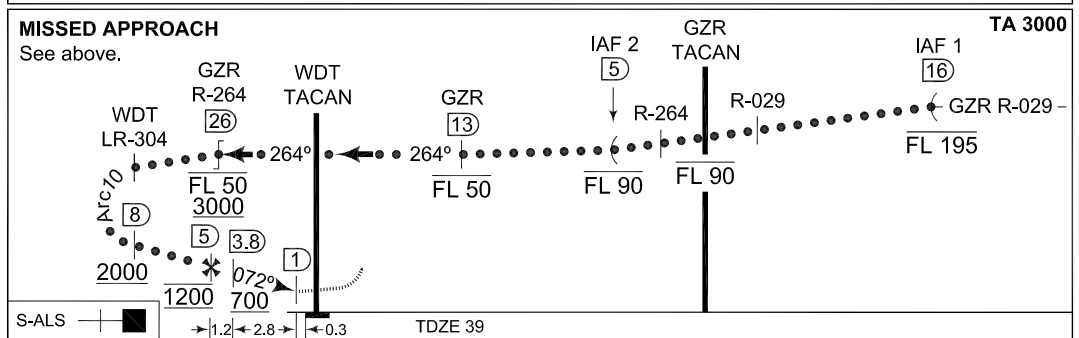 MISSED APPROACH
See above.
TA 3000
GZR
TACAN
IAF 2
5
IAF 1
16
GZR
R-264
26
WDT
TACAN
GZR
13
R-264
R-029
GZR R-029
WDT
LR-304
264°
264°
FL 195
FL 50
3000
FL 50
FL 90
FL 90
Arc10
8
5
3.8
1
2000
072°
1200
700
S-ALS
1.2
2.8
0.3
TDZE 39